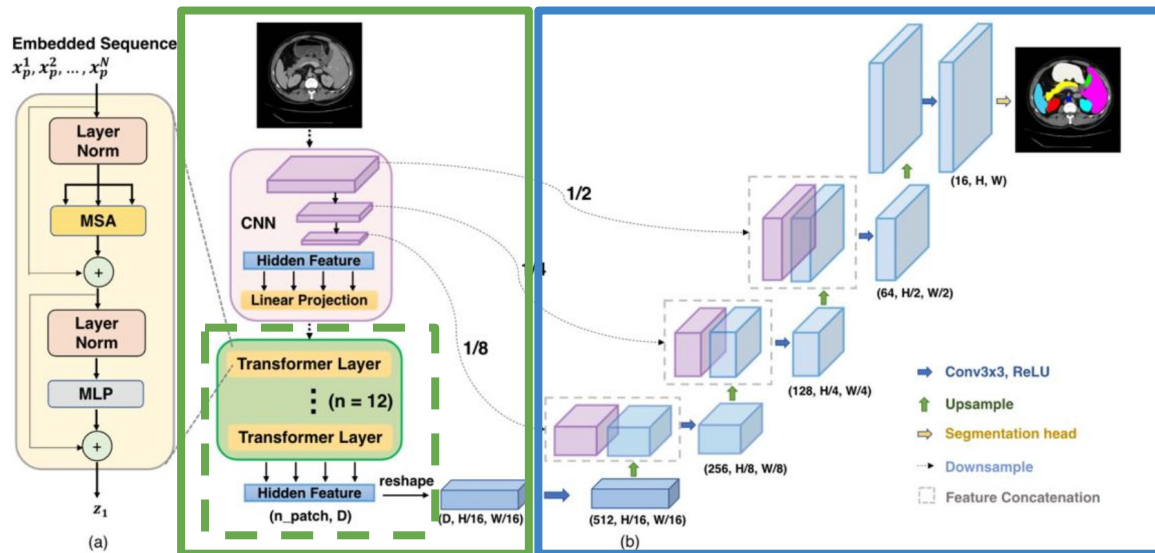 Embedded Sequence
x_p^1, x_p^2, ..., x_p^N
Layer Norm
MSA
+
Layer Norm
MLP
+
z_1
(a)
CNN
Hidden Feature
Linear Projection
Transformer Layer
(n = 12)
Transformer Layer
Hidden Feature
(n_patch, D)
reshape
(D, H/16, W/16)
1/2
1/8
(512, H/16, W/16)
(256, H/8, W/8)
(128, H/4, W/4)
(64, H/2, W/2)
(16, H, W)
(b)
Conv3x3, ReLU
Upsample
Segmentation head
Downsample
Feature Concatenation